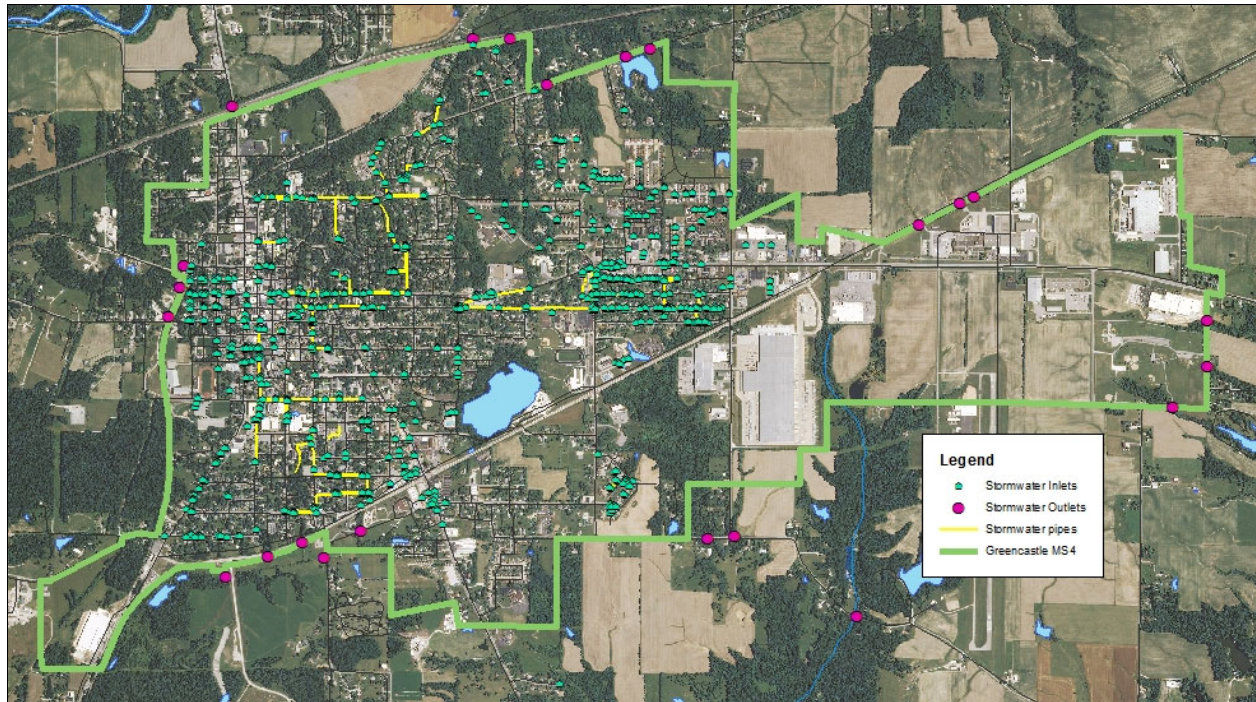 Legend
Stormwater Inlets
Stormwater Outlets
Stormwater pipes
Greencastle MS4